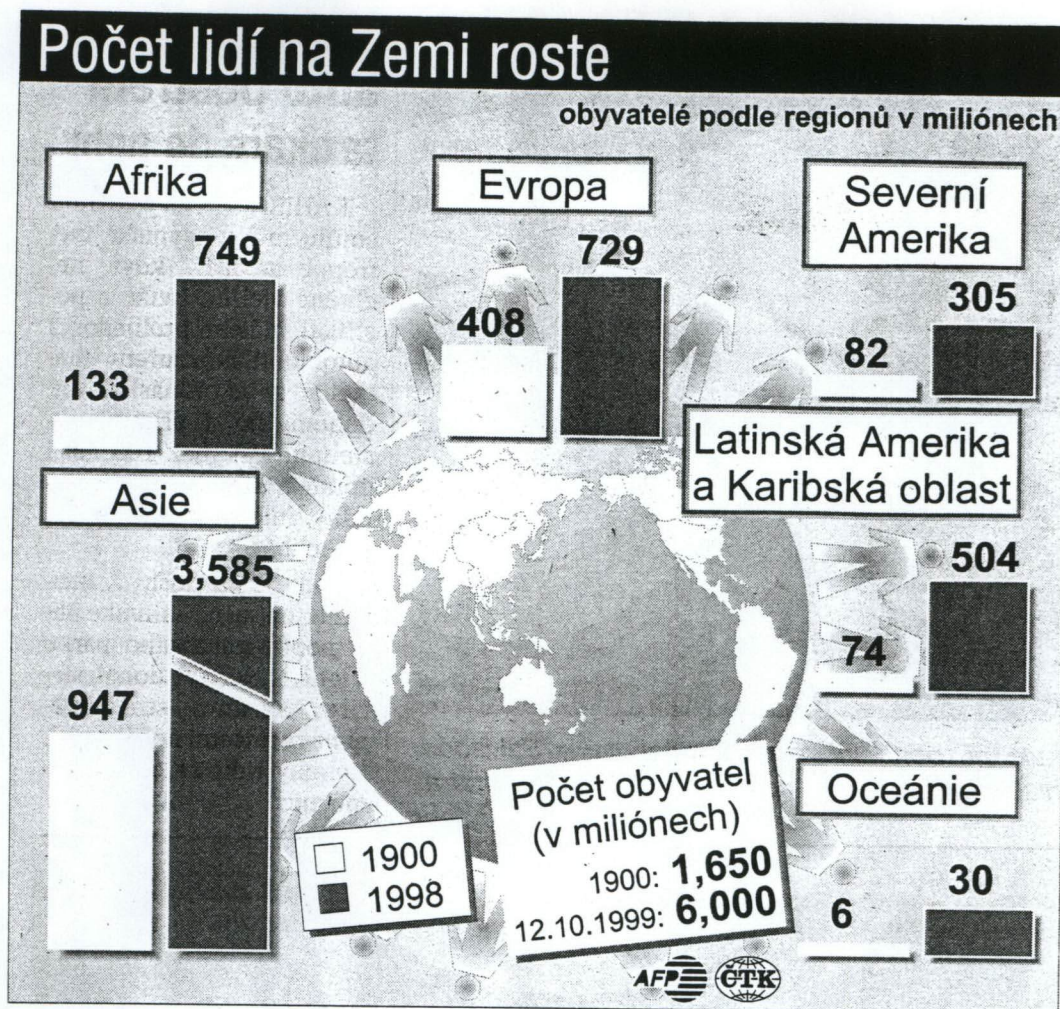 Počet lidí na Zemi roste
obyvatelé podle regionů v miliónech
Afrika
133
749
Evropa
408
729
Severní
Amerika
82
305
Asie
947
3,585
Latinská Amerika
a Karibská oblast
74
504
1900
1998
Počet obyvatel
(v miliónech)
1900: 1,650
12.10.1999: 6,000
Oceánie
6
30
AFP ČTK